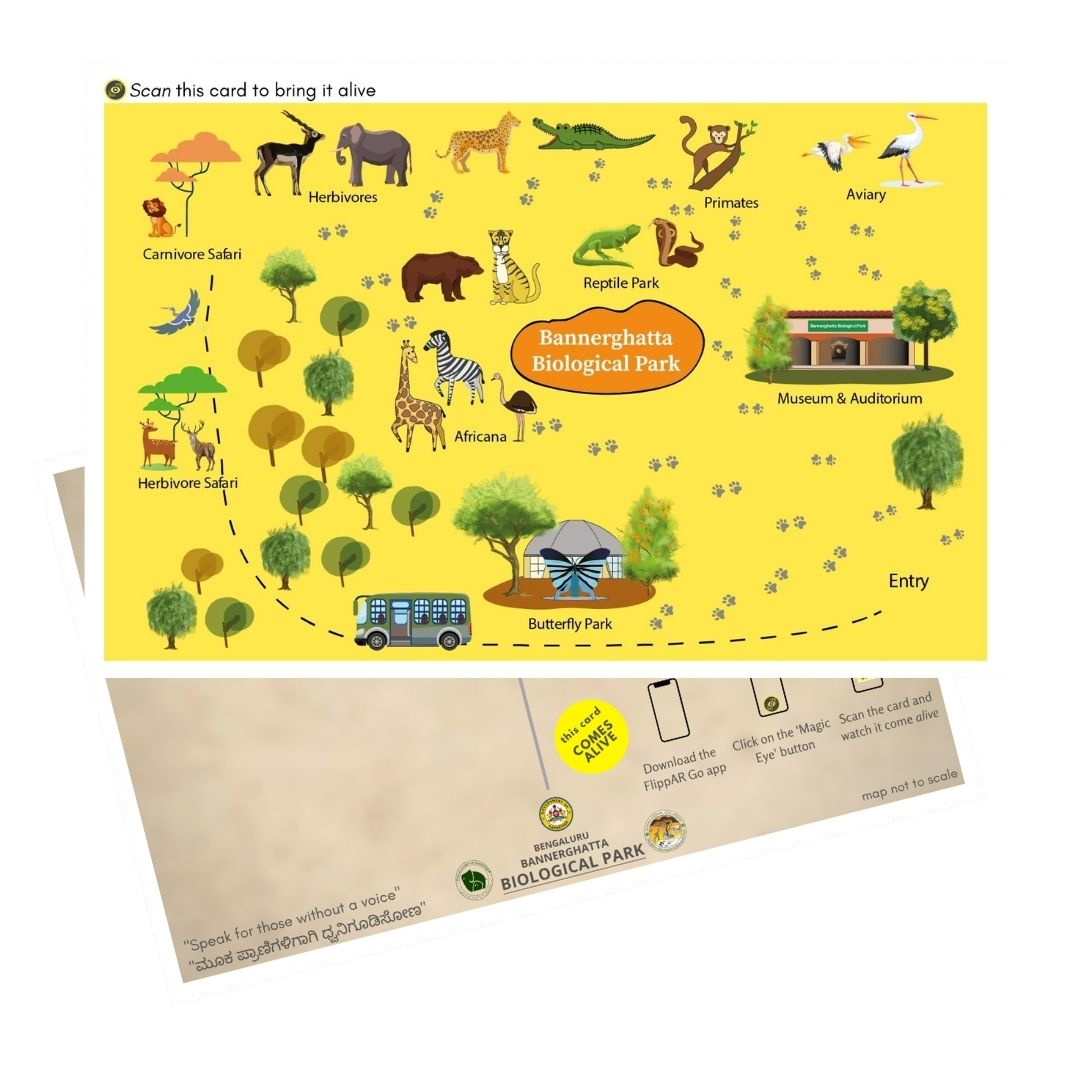 Scan this card to bring it alive
Herbivores
Primates
Aviary
Carnivore Safari
Reptile Park
Bannerghatta Biological Park
Bannerghatta
Biological Park
Museum & Auditorium
Africana
Herbivore Safari
Entry
Butterfly Park
this card
COMES
ALIVE
Download the
FlippAR Go app
Click on the 'Magic
Eye' button
Scan the card and
watch it come alive
map not to scale
BENGALURU
BANNERGHATTA
BIOLOGICAL PARK
"Speak for those without a voice"
"ಮೂಕ ಪ್ರಾಣಿಗಳಿಗಾಗಿ ಧ್ವನಿಗೂಡಿಸೋಣ"